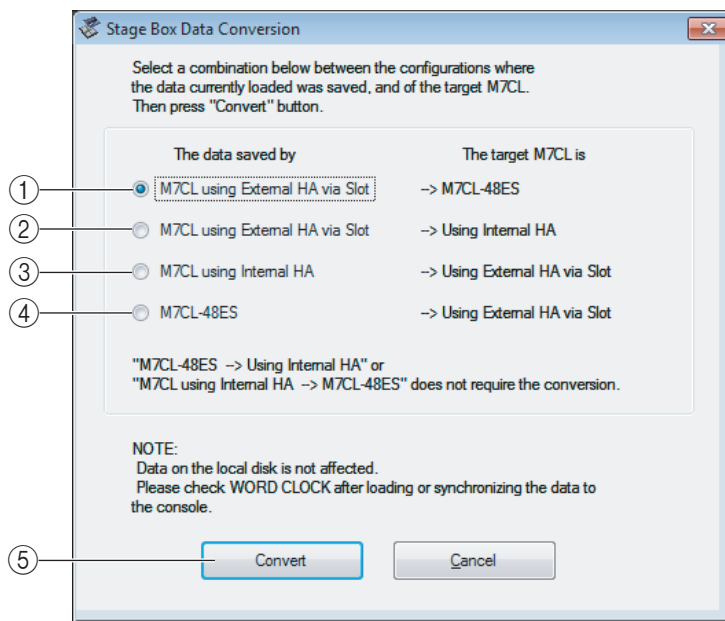 Stage Box Data Conversion
Select a combination below between the configurations where
the data currently loaded was saved, and of the target M7CL.
Then press "Convert" button.
The data saved by The target M7CL is
① M7CL using External HA via Slot --> M7CL-48ES
② M7CL using External HA via Slot --> Using Internal HA
③ M7CL using Internal HA --> Using External HA via Slot
④ M7CL-48ES --> Using External HA via Slot
"M7CL-48ES --> Using Internal HA" or
"M7CL using Internal HA --> M7CL-48ES" does not require the conversion.
NOTE:
Data on the local disk is not affected.
Please check WORD CLOCK after loading or synchronizing the data to
the console.
⑤ Convert Cancel